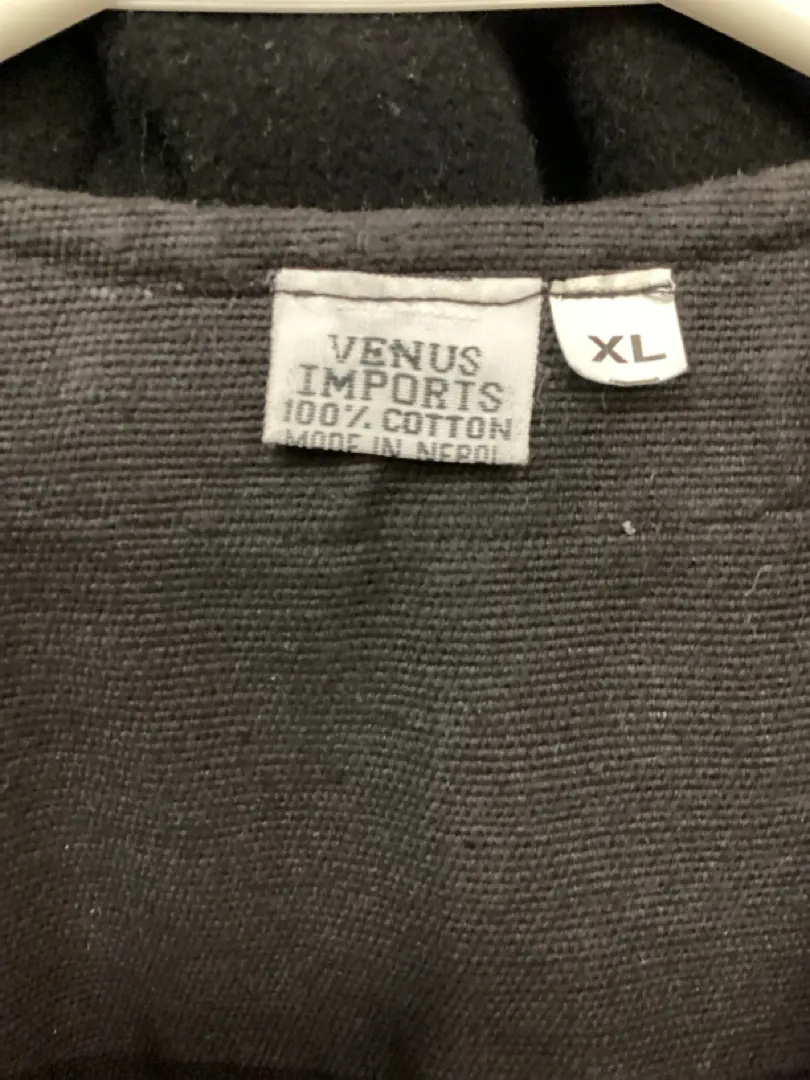 VENUS
IMPORTS
100% COTTON
MADE IN NEPAL
XL